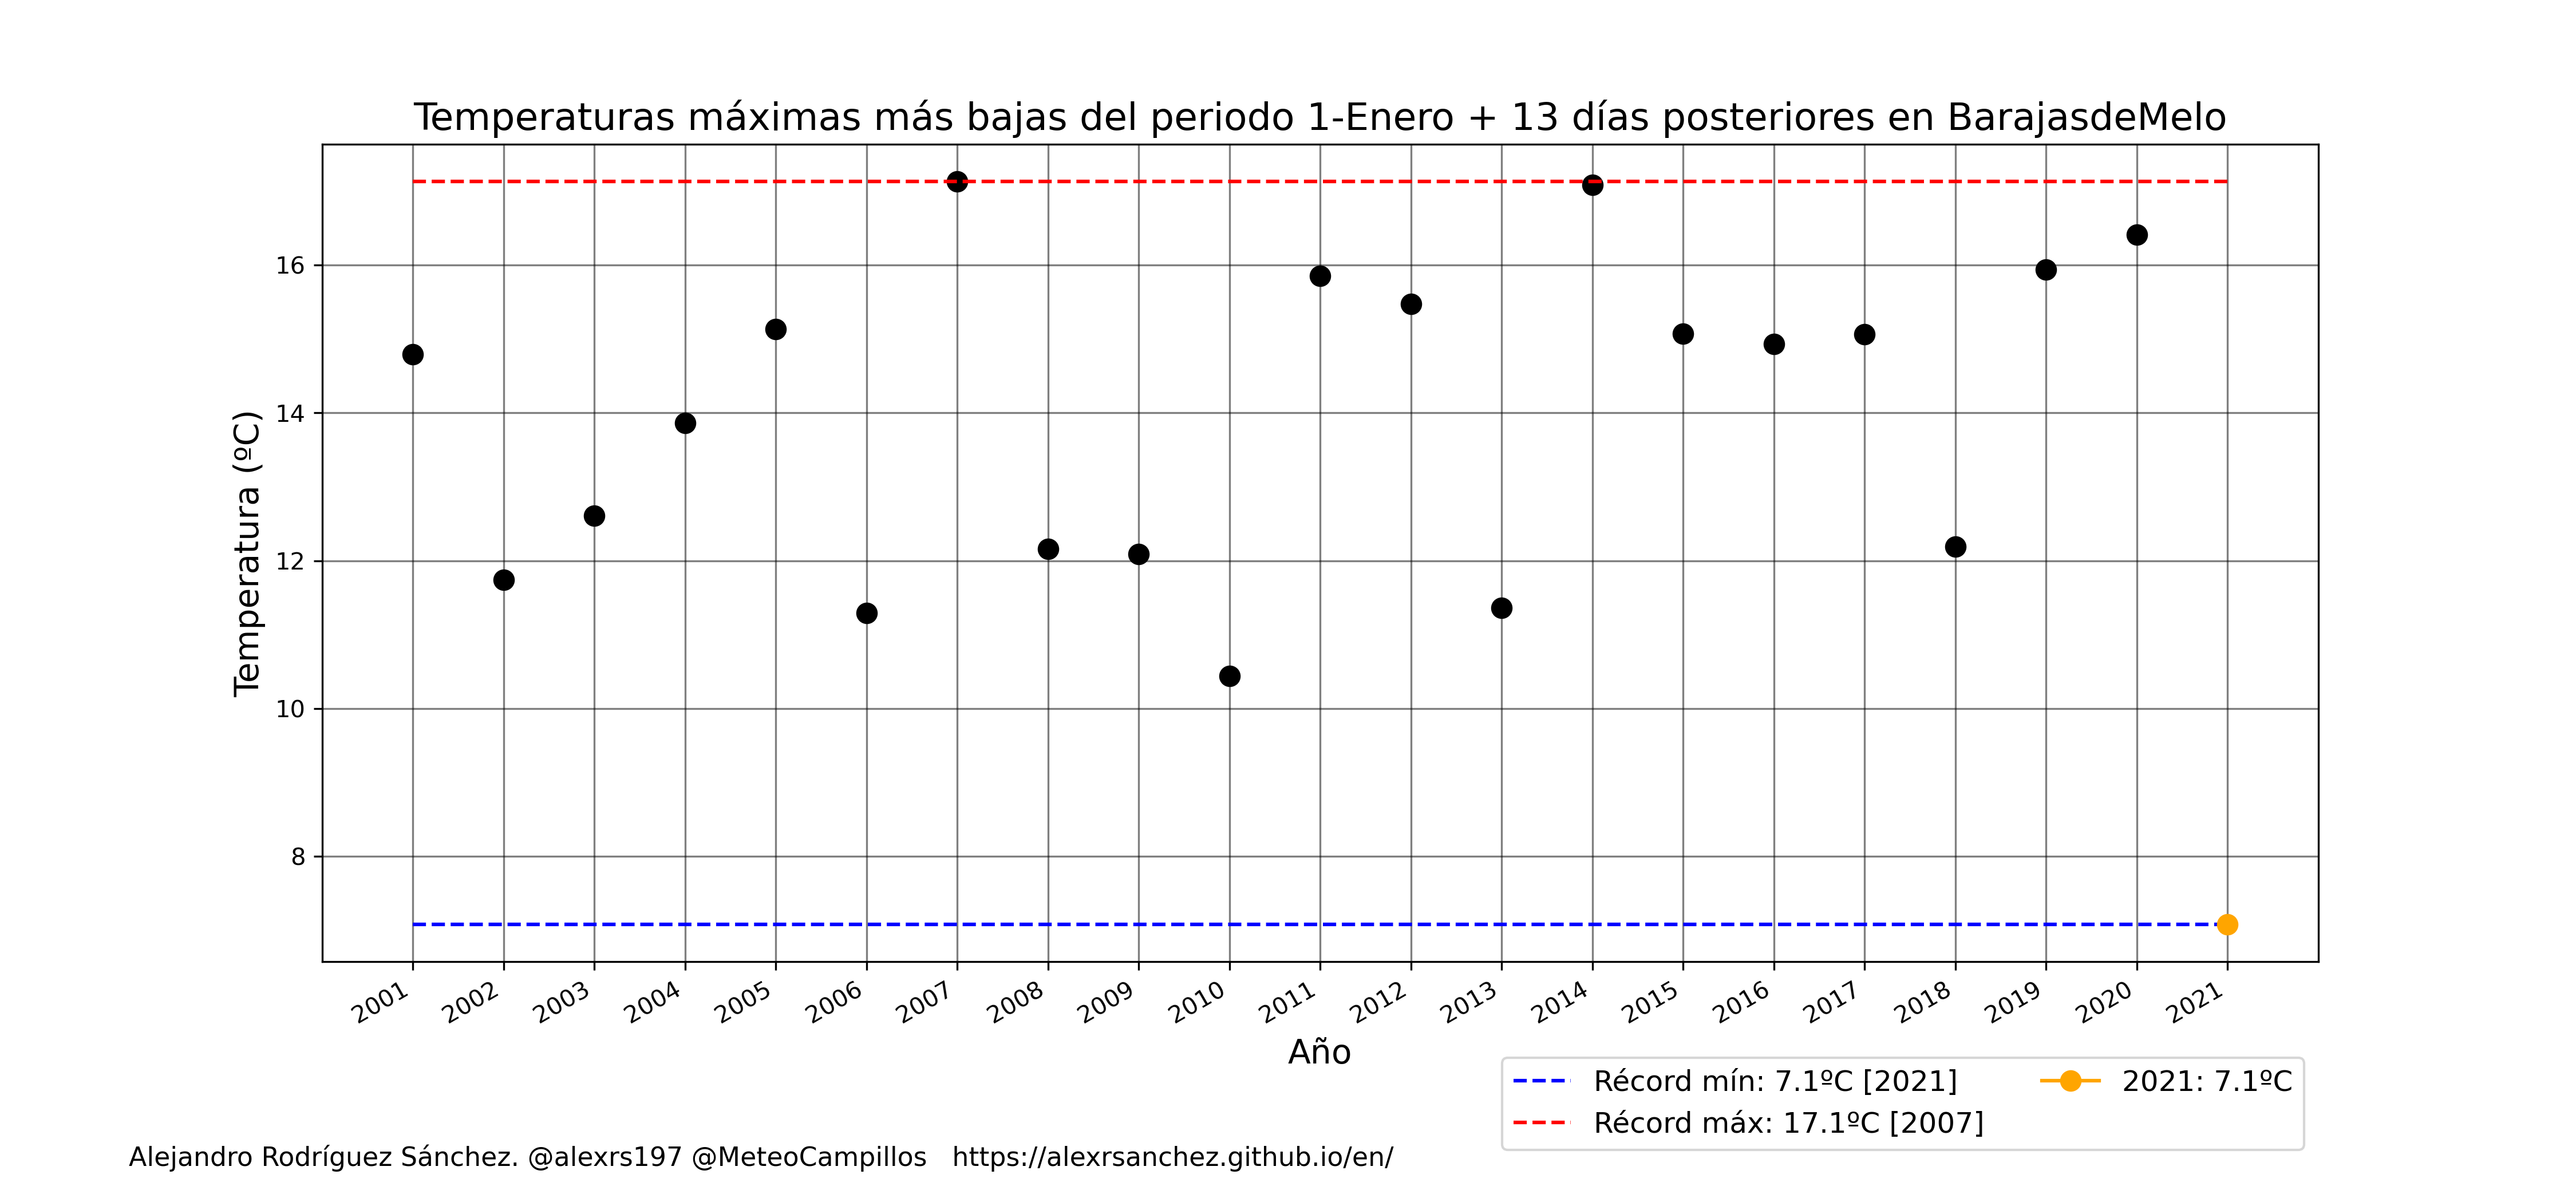 Temperaturas máximas más bajas del periodo 1-Enero + 13 días posteriores en BarajasdeMelo
Temperatura (ºC)
16
14
12
10
8
2001 2002 2003 2004 2005 2006 2007 2008 2009 2010 2011 2012 2013 2014 2015 2016 2017 2018 2019 2020 2021
Año
Récord mín: 7.1ºC [2021]
Récord máx: 17.1ºC [2007]
2021: 7.1ºC
Alejandro Rodríguez Sánchez. @alexrs197 @MeteoCampillos https://alexrsanchez.github.io/en/